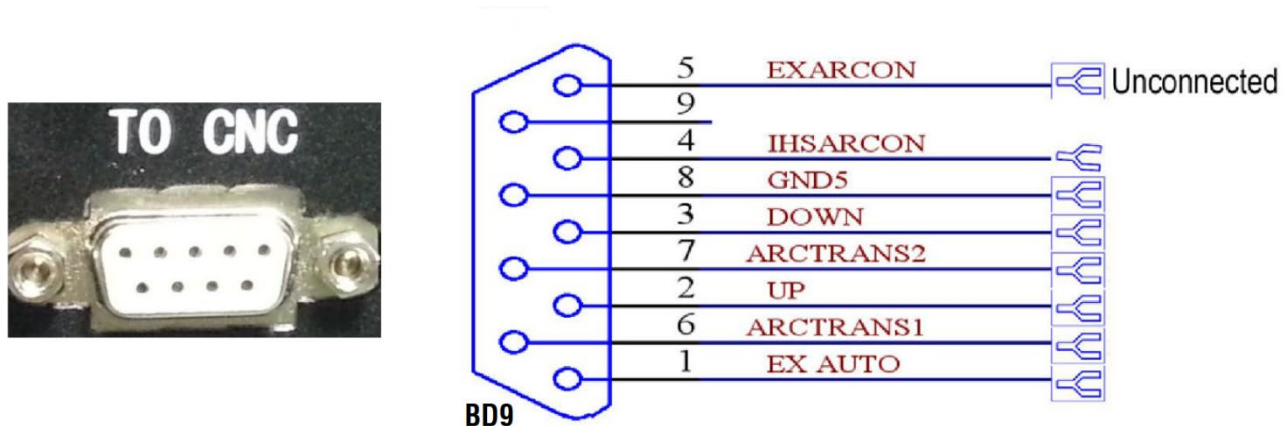 TO CNC
5 EXARCON Unconnected
9
4 IHSARCON
8 GND5
3 DOWN
7 ARCTRANS2
2 UP
6 ARCTRANS1
1 EX AUTO
BD9